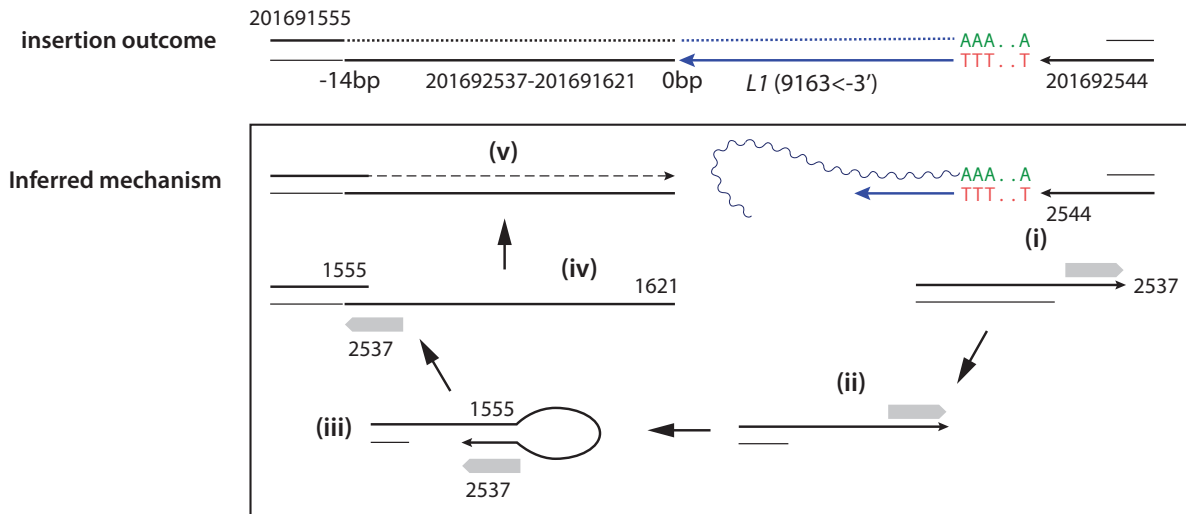 201691555
insertion outcome
AAA..A
TTT..T
-14bp
201692537-201691621
0bp
L1 (9163<-3′)
201692544
Inferred mechanism
(v)
AAA..A
TTT..T
2544
(i)
1555
(iv)
1621
2537
2537
(ii)
1555
(iii)
2537